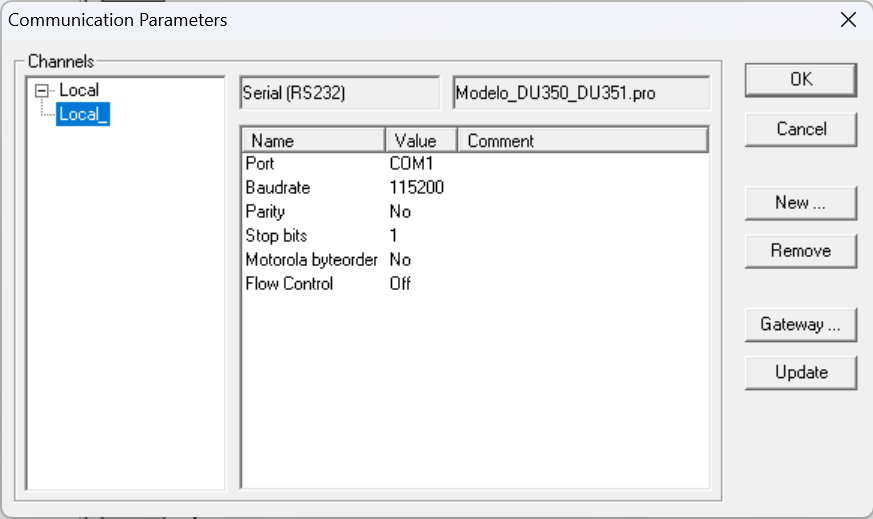 Communication Parameters
Channels
Local
Local_
Serial (RS232)
Modelo_DU350_DU351.pro
Name Value Comment
Port COM1
Baudrate 115200
Parity No
Stop bits 1
Motorola byteorder No
Flow Control Off
OK
Cancel
New ...
Remove
Gateway ...
Update